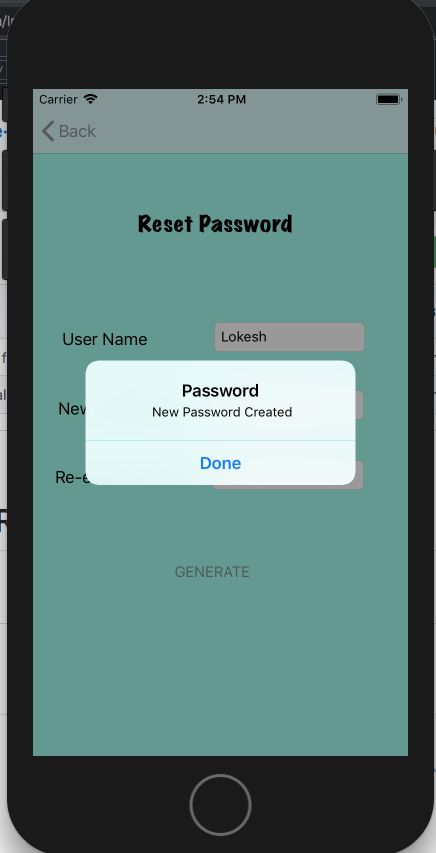 Carrier 2:54 PM
Back
Reset Password
User Name Lokesh
Password
New Password Created
New
Done
Re-e
GENERATE